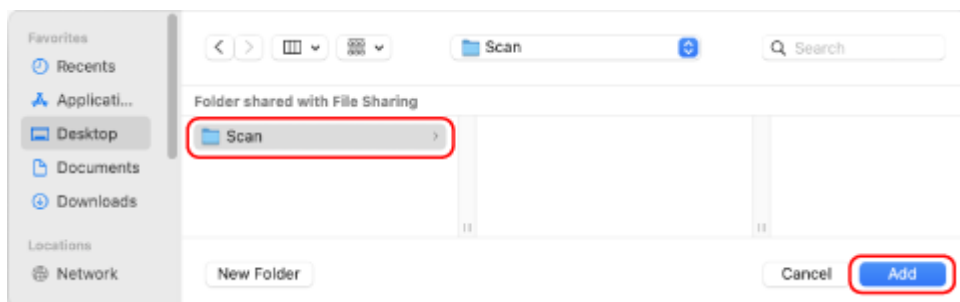 Favorites
Recents
Applicati...
Desktop
Documents
Downloads
Locations
Network
Scan
Search
Folder shared with File Sharing
Scan
New Folder
Cancel
Add